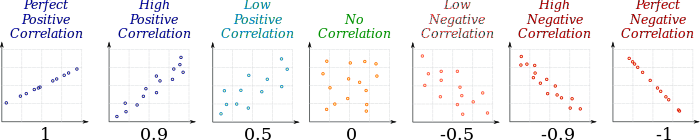 Perfect
Positive
Correlation
High
Positive
Correlation
Low
Positive
Correlation
No
Correlation
Low
Negative
Correlation
High
Negative
Correlation
Perfect
Negative
Correlation
1
0.9
0.5
0
-0.5
-0.9
-1